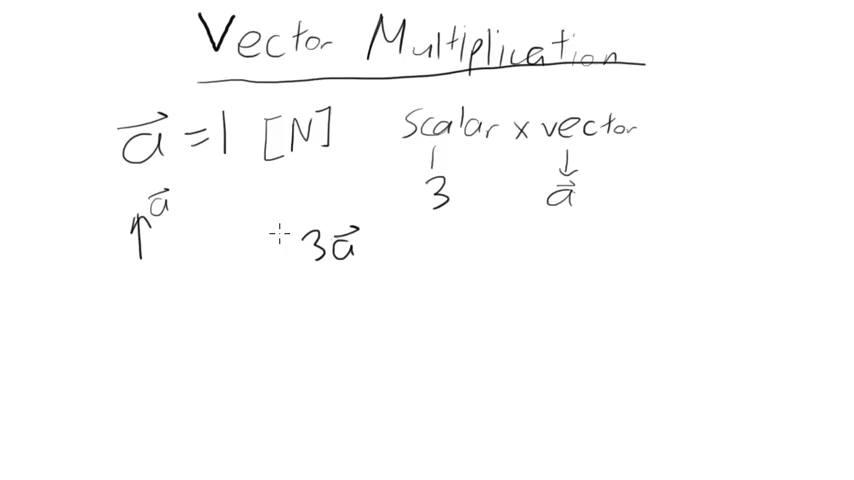 Vector Multiplication
a⃗ = 1 [N] scalar x vector
3 a⃗
a⃗
3a⃗